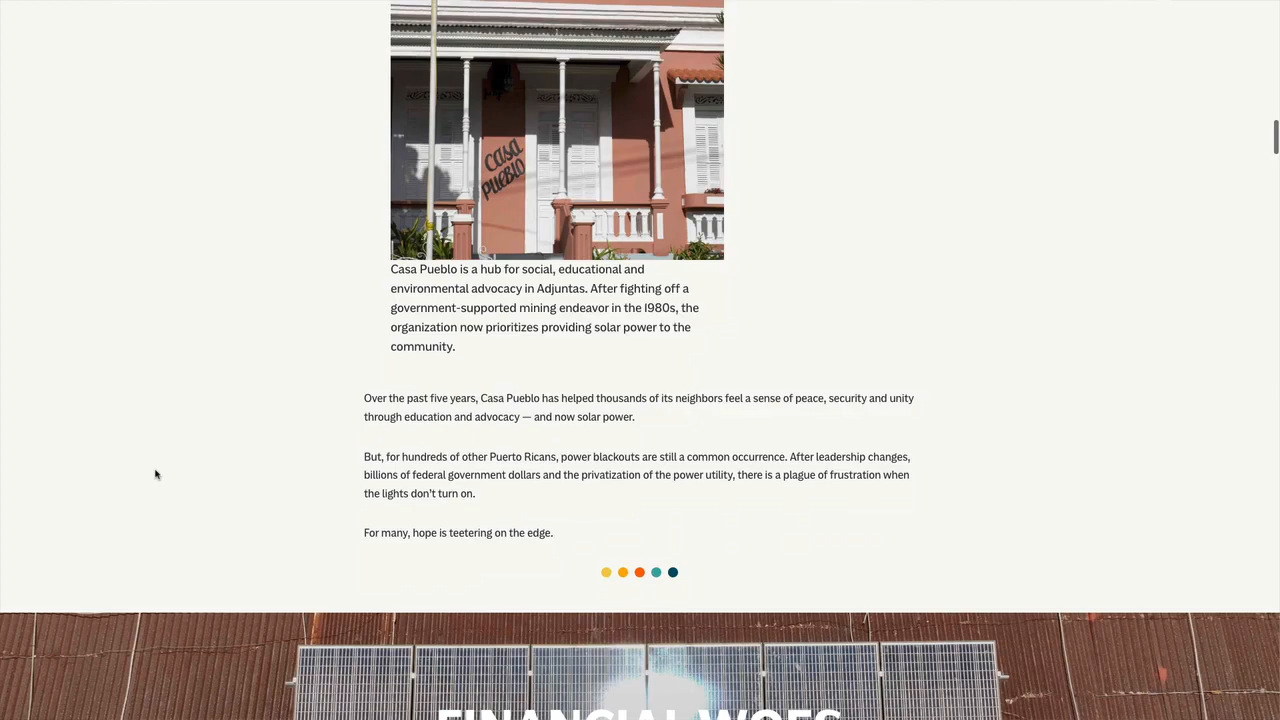 Casa
Pueblo
Casa Pueblo is a hub for social, educational and
environmental advocacy in Adjuntas. After fighting off a
government-supported mining endeavor in the 1980s, the
organization now prioritizes providing solar power to the
community.
Over the past five years, Casa Pueblo has helped thousands of its neighbors feel a sense of peace, security and unity
through education and advocacy — and now solar power.
But, for hundreds of other Puerto Ricans, power blackouts are still a common occurrence. After leadership changes,
billions of federal government dollars and the privatization of the power utility, there is a plague of frustration when
the lights don't turn on.
For many, hope is teetering on the edge.
FINANCIAL WOES